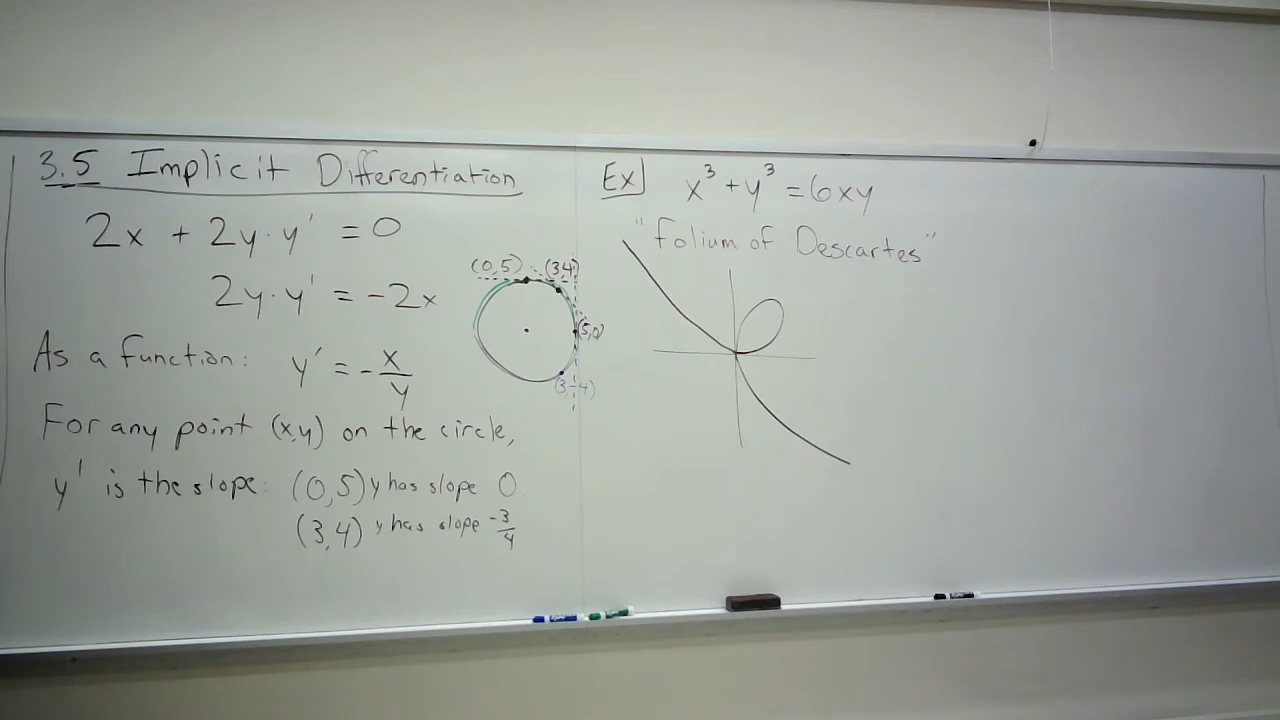 3.5 Implicit Differentiation
2x + 2y·y' = 0
2y·y' = -2x
As a function: y' = -x/y
For any point (x,y) on the circle,
y' is the slope: (0,5) y has slope 0
(3,4) y has slope -3/4
(0,5) (3,4)
(5,0)
(3,-4)
Ex] x³ + y³ = 6xy
"Folium of Descartes"